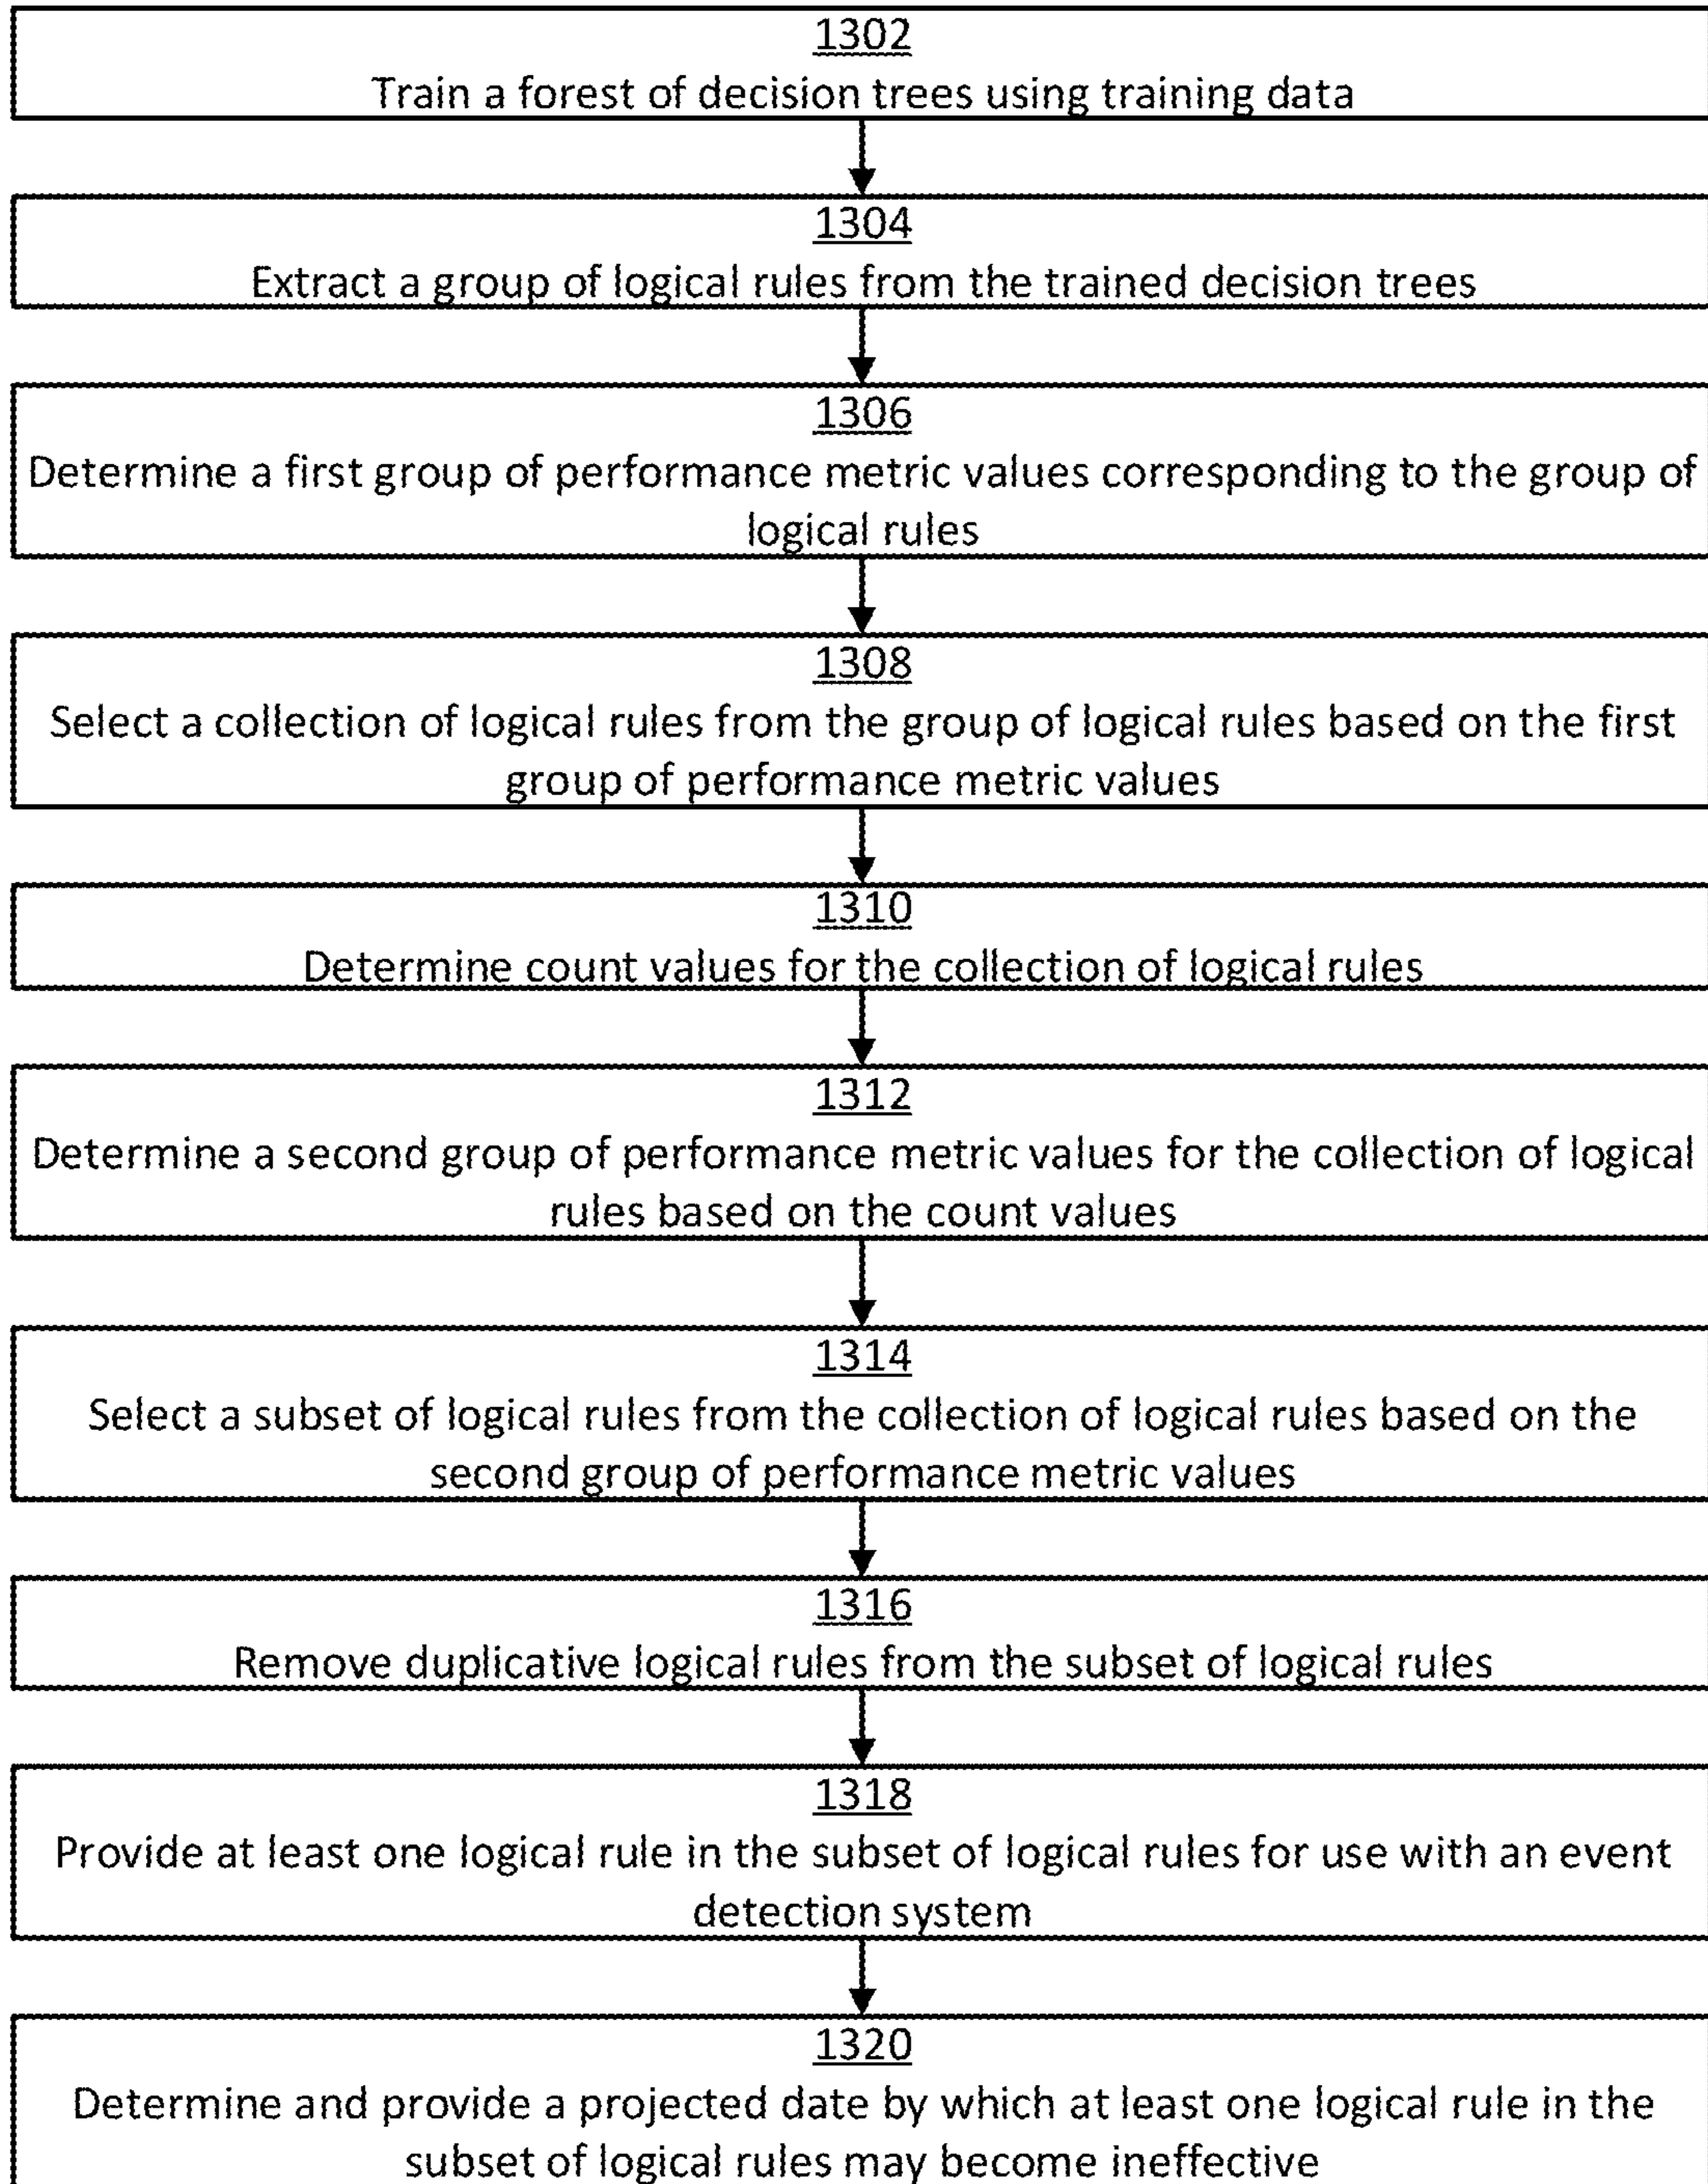 1302
Train a forest of decision trees using training data
1304
Extract a group of logical rules from the trained decision trees
1306
Determine a first group of performance metric values corresponding to the group of
logical rules
1308
Select a collection of logical rules from the group of logical rules based on the first
group of performance metric values
1310
Determine count values for the collection of logical rules
1312
Determine a second group of performance metric values for the collection of logical
rules based on the count values
1314
Select a subset of logical rules from the collection of logical rules based on the
second group of performance metric values
1316
Remove duplicative logical rules from the subset of logical rules
1318
Provide at least one logical rule in the subset of logical rules for use with an event
detection system
1320
Determine and provide a projected date by which at least one logical rule in the
subset of logical rules may become ineffective